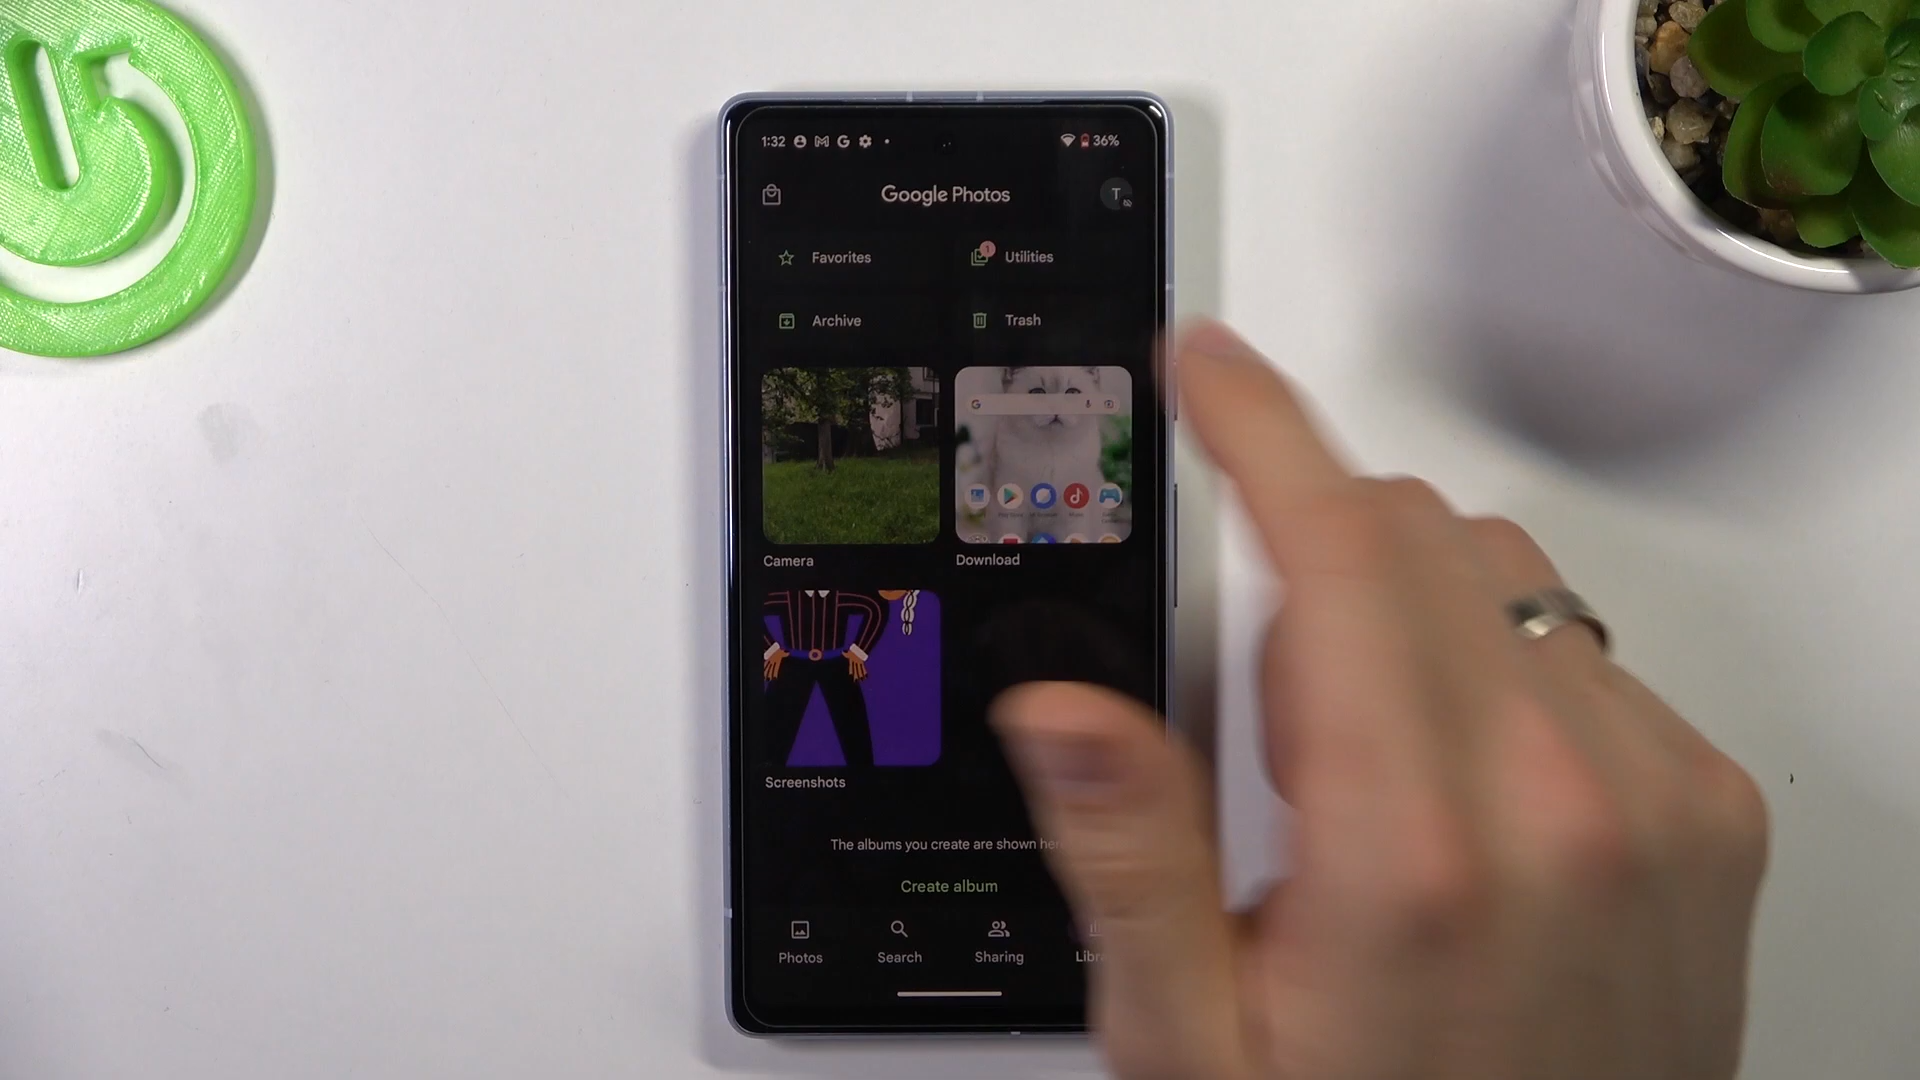 1:32 36%
Google Photos
T
Favorites
1
Utilities
Archive
Trash
Camera
Download
Screenshots
The albums you create are shown
Create album
Photos
Search
Sharing